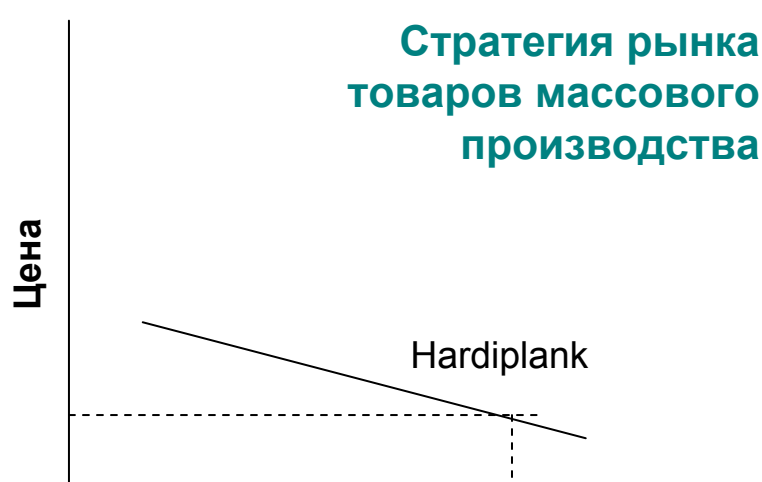 Стратегия рынка
товаров массового
производства
Цена
Hardiplank